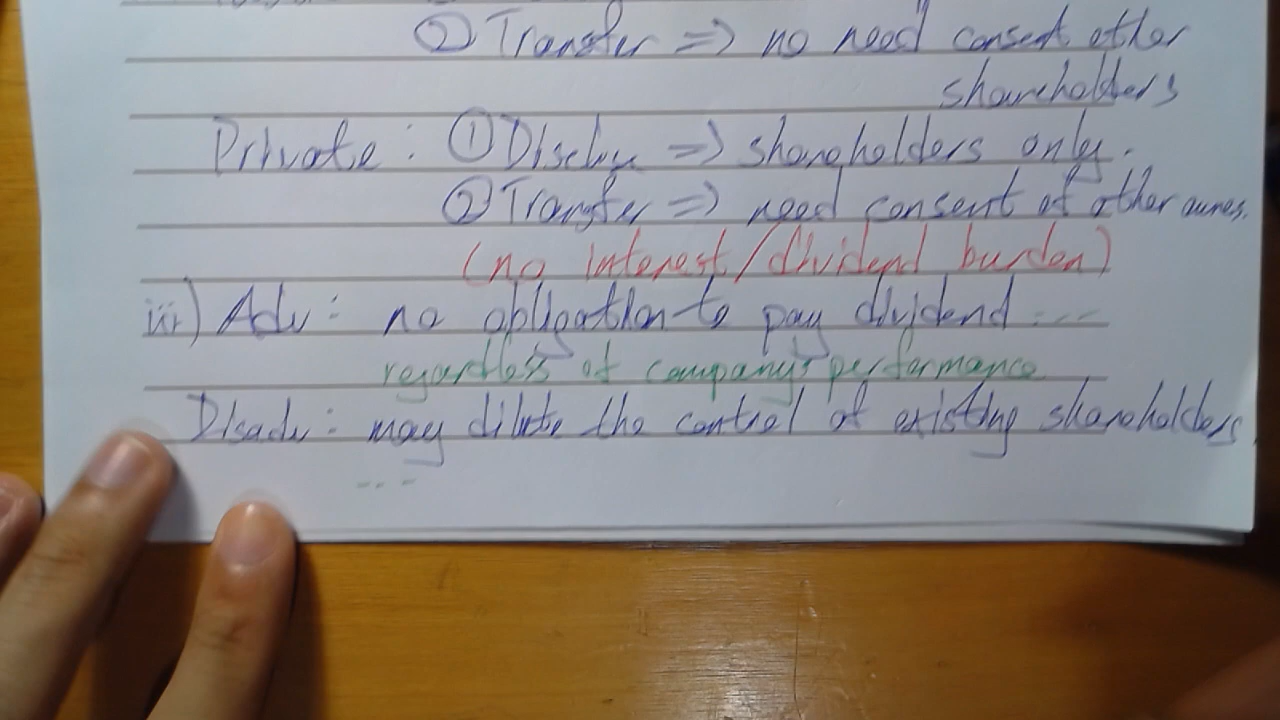 ② Transfer => no need consent other
shareholders
Private : ① Disclu => shareholders only.
② Transfer => need consent of other
(no interest/dividend burden)
iii) Adv : no obligation to pay dividend ...
regardless of company's performance
Disadv : may dilute the control of existing shareholders
...